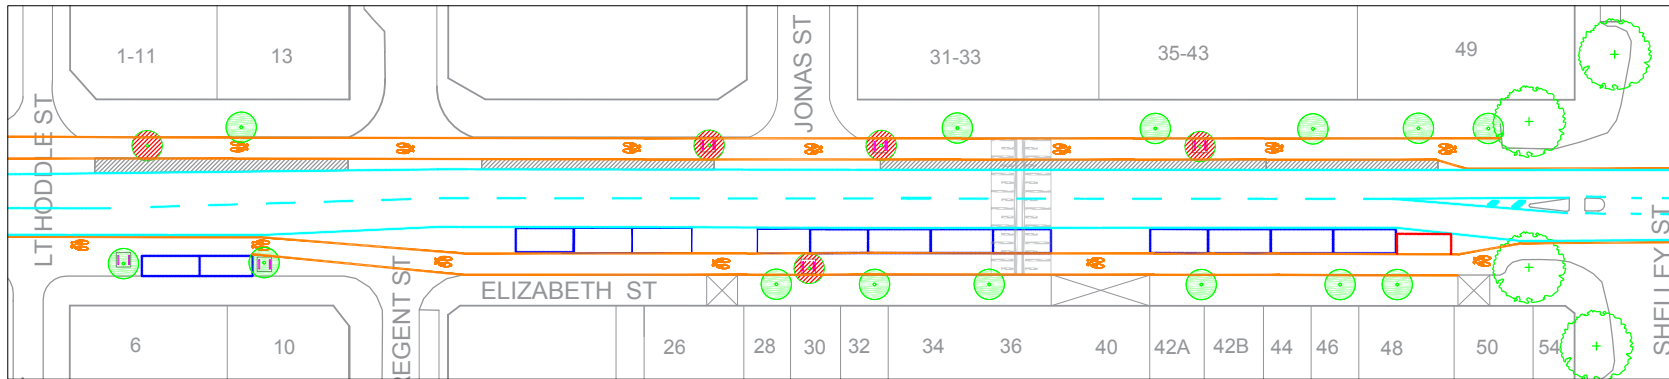 1-11
13
31-33
35-43
49
LT HODDLE ST
JONAS ST
REGENT ST
ELIZABETH ST
SHELLEY ST
6
10
26
28
30
32
34
36
40
42A
42B
44
46
48
50
54